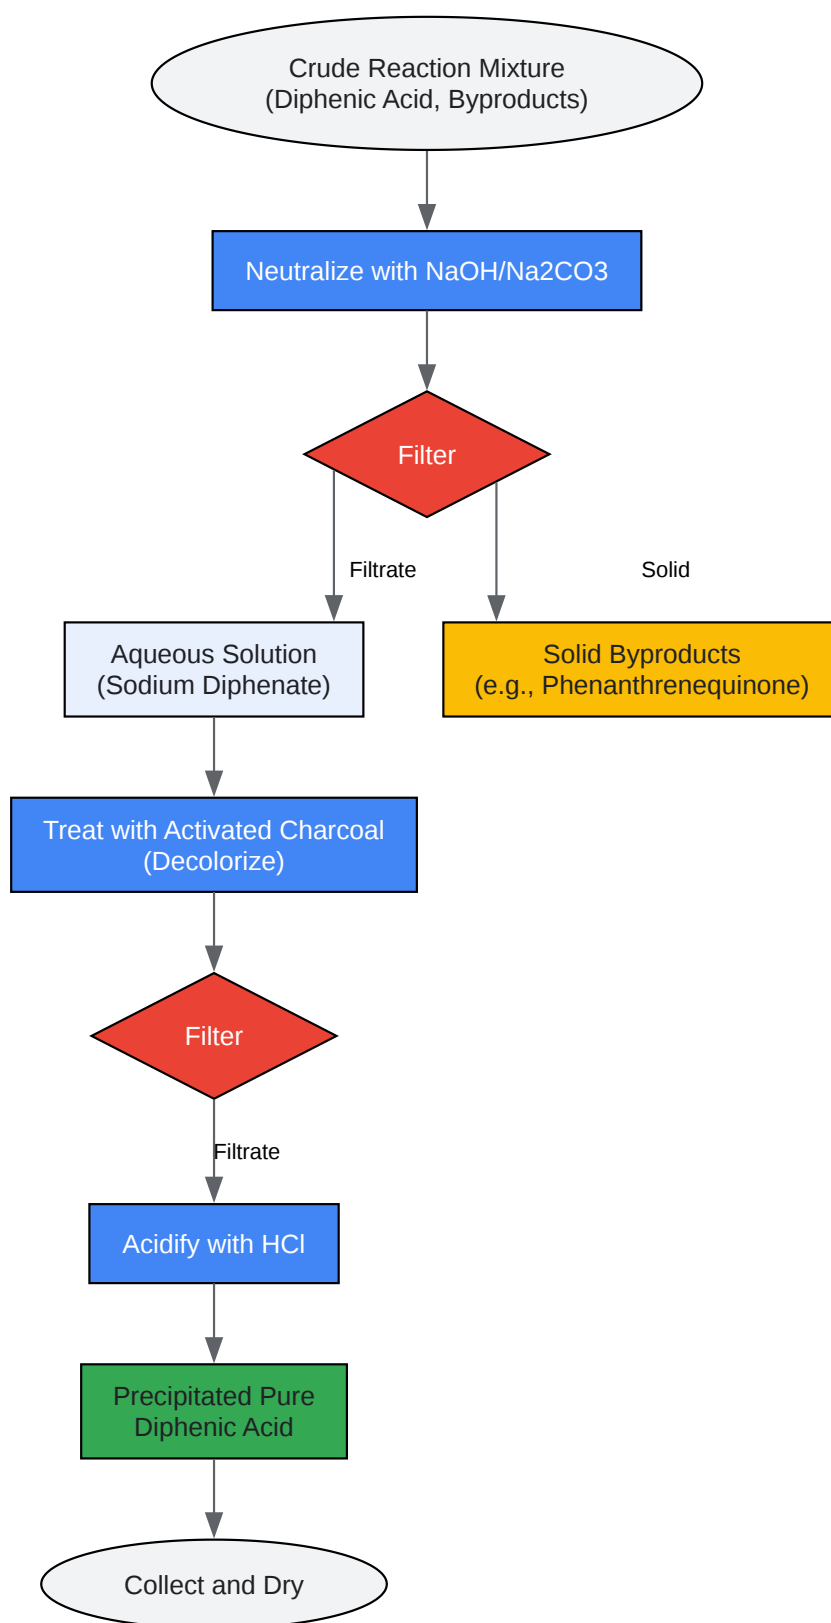 Crude Reaction Mixture
(Diphenic Acid, Byproducts)
Neutralize with NaOH/Na2CO3
Filter
Filtrate
Solid
Aqueous Solution
(Sodium Diphenate)
Solid Byproducts
(e.g., Phenanthrenequinone)
Treat with Activated Charcoal
(Decolorize)
Filter
Filtrate
Acidify with HCl
Precipitated Pure
Diphenic Acid
Collect and Dry